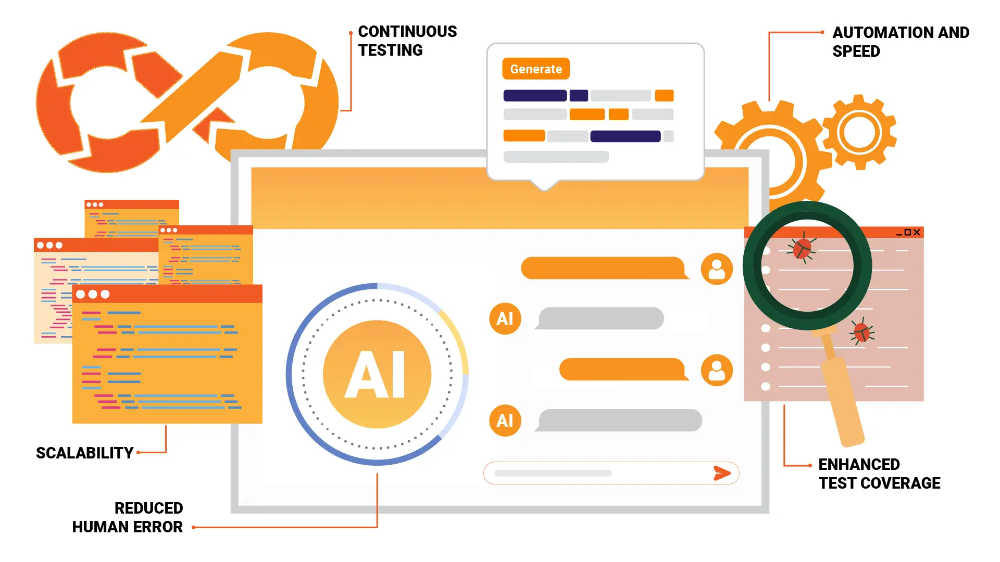 CONTINUOUS
TESTING
AUTOMATION AND
SPEED
Generate
AI
AI
AI
SCALABILITY
ENHANCED
TEST COVERAGE
REDUCED
HUMAN ERROR